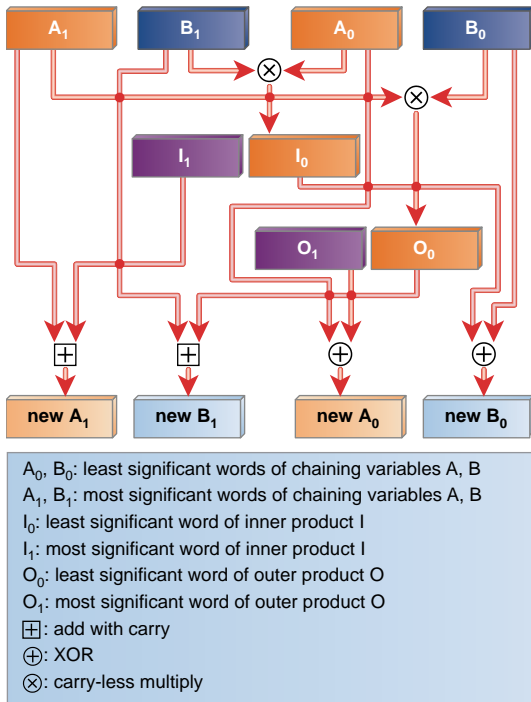 A₁ B₁ A₀ B₀
I₁ I₀
O₁ O₀
new A₁ new B₁ new A₀ new B₀
A₀, B₀: least significant words of chaining variables A, B
A₁, B₁: most significant words of chaining variables A, B
I₀: least significant word of inner product I
I₁: most significant word of inner product I
O₀: least significant word of outer product O
O₁: most significant word of outer product O
⊞: add with carry
⊕: XOR
⊗: carry-less multiply